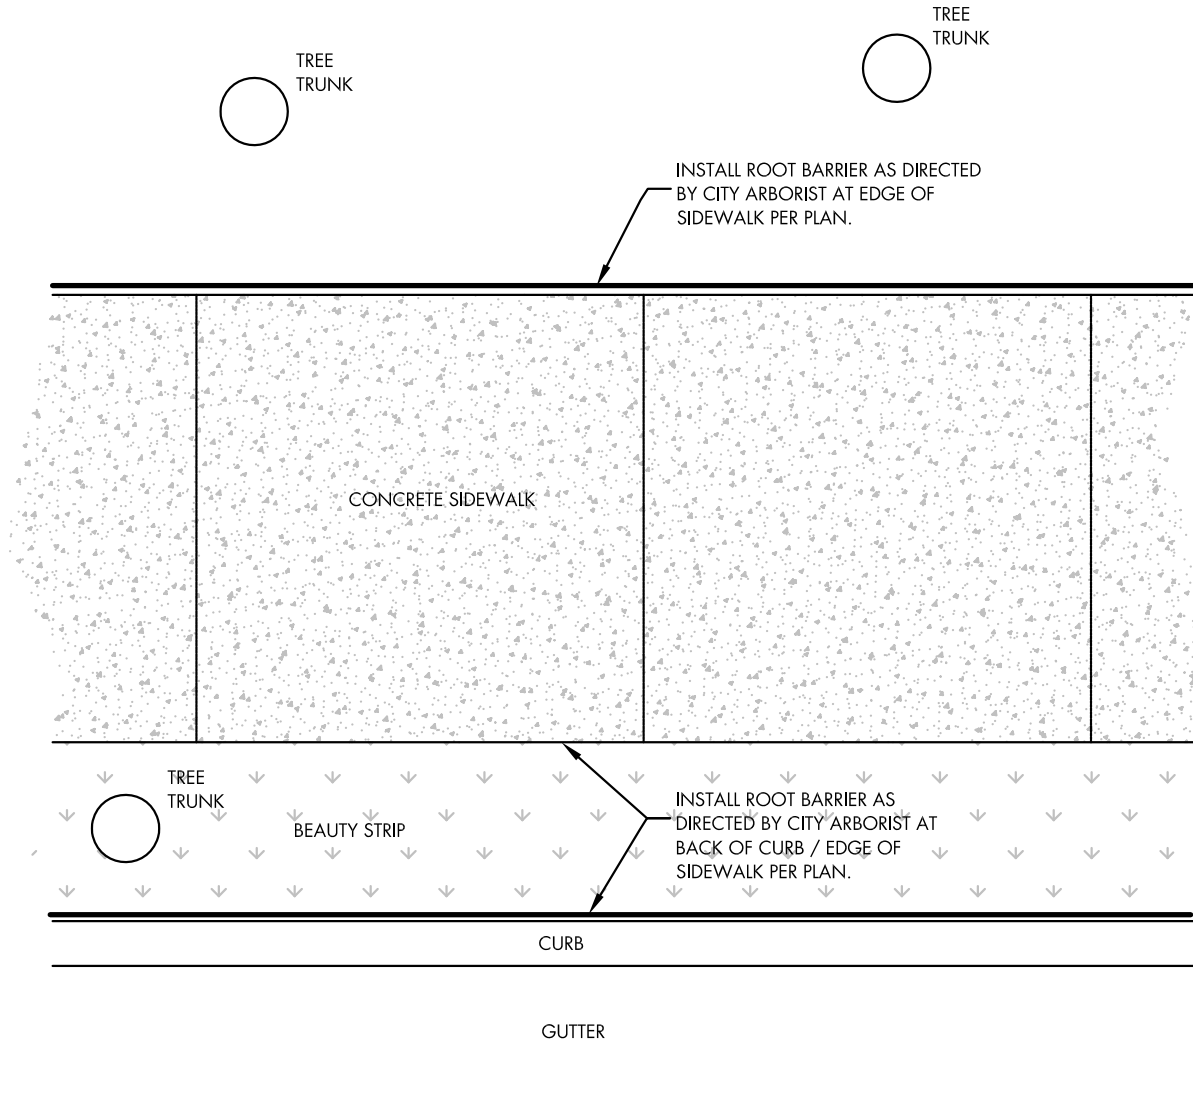 TREE
TRUNK
TREE
TRUNK
INSTALL ROOT BARRIER AS DIRECTED
BY CITY ARBORIST AT EDGE OF
SIDEWALK PER PLAN.
CONCRETE SIDEWALK
TREE
TRUNK
BEAUTY STRIP
INSTALL ROOT BARRIER AS
DIRECTED BY CITY ARBORIST AT
BACK OF CURB / EDGE OF
SIDEWALK PER PLAN.
CURB
GUTTER